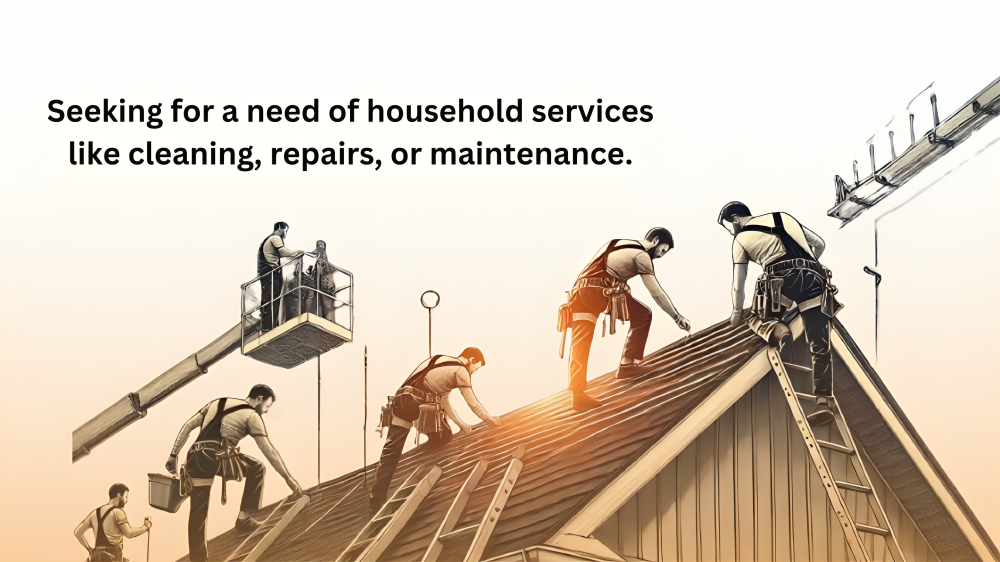 Seeking for a need of household services
like cleaning, repairs, or maintenance.